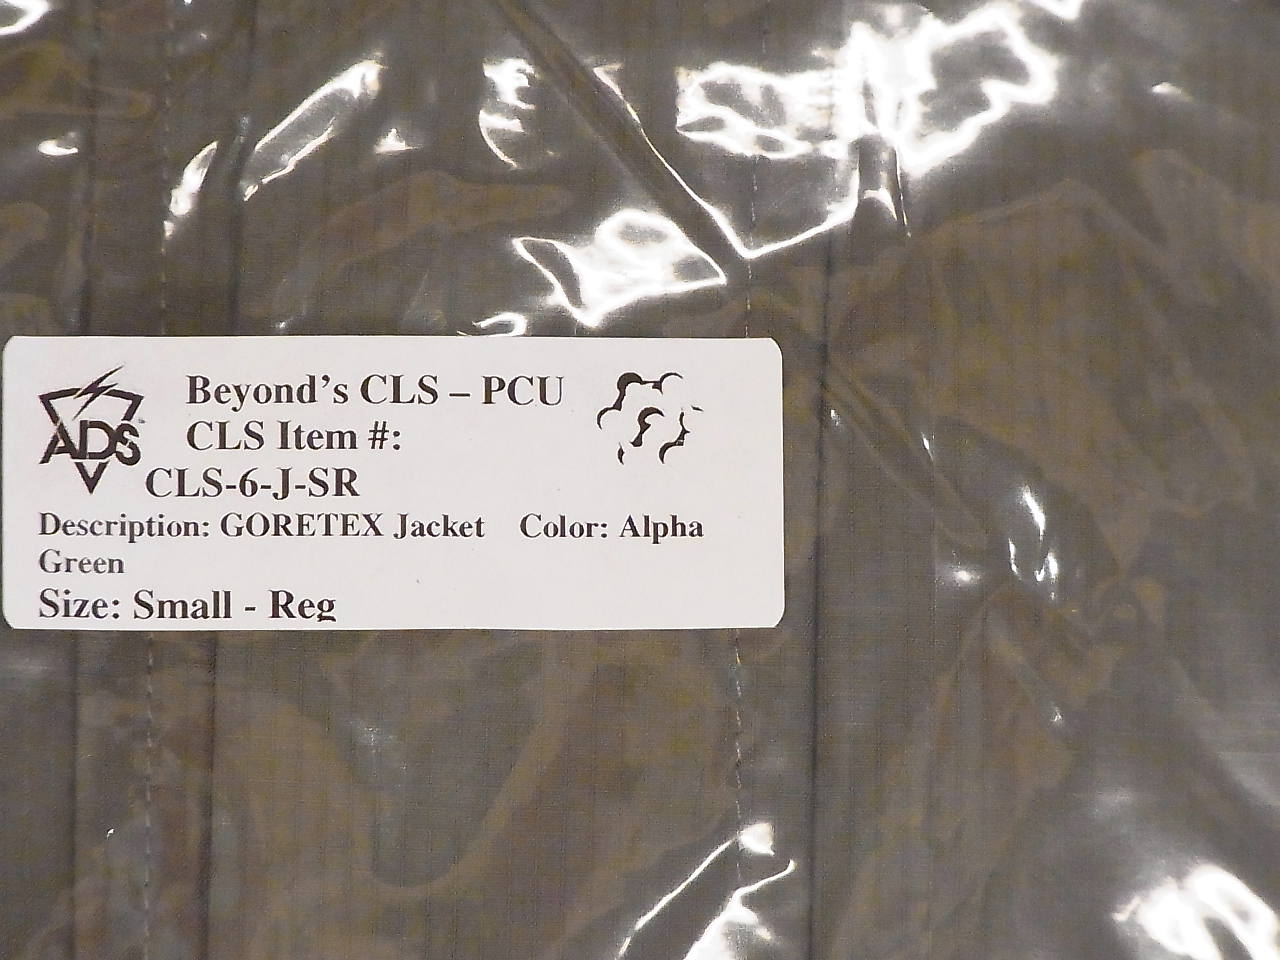 ADS
Beyond's CLS – PCU
CLS Item #:
CLS-6-J-SR
Description: GORETEX Jacket Color: Alpha
Green
Size: Small - Reg